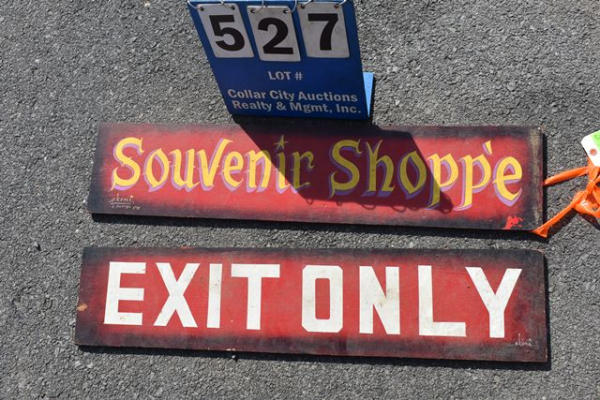 527
LOT #
Collar City Auctions
Realty & Mgmt, Inc.
Souvenir Shoppe
EXIT ONLY